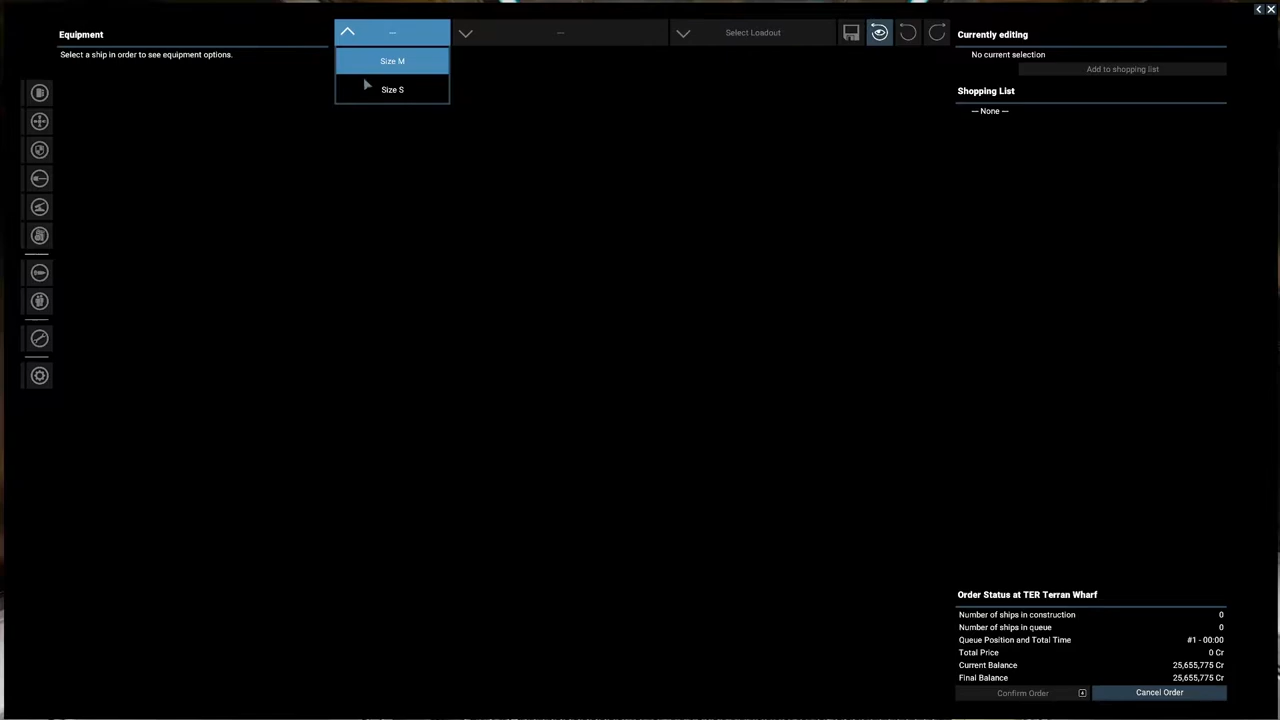 Equipment
Select a ship in order to see equipment options.
—
Size M
Size S
—
Select Loadout
Currently editing
No current selection
Add to shopping list
Shopping List
— None —
Order Status at TER Terran Wharf
Number of ships in construction 0
Number of ships in queue 0
Queue Position and Total Time #1 - 00:00
Total Price 0 Cr
Current Balance 25,655,775 Cr
Final Balance 25,655,775 Cr
Confirm Order
Cancel Order